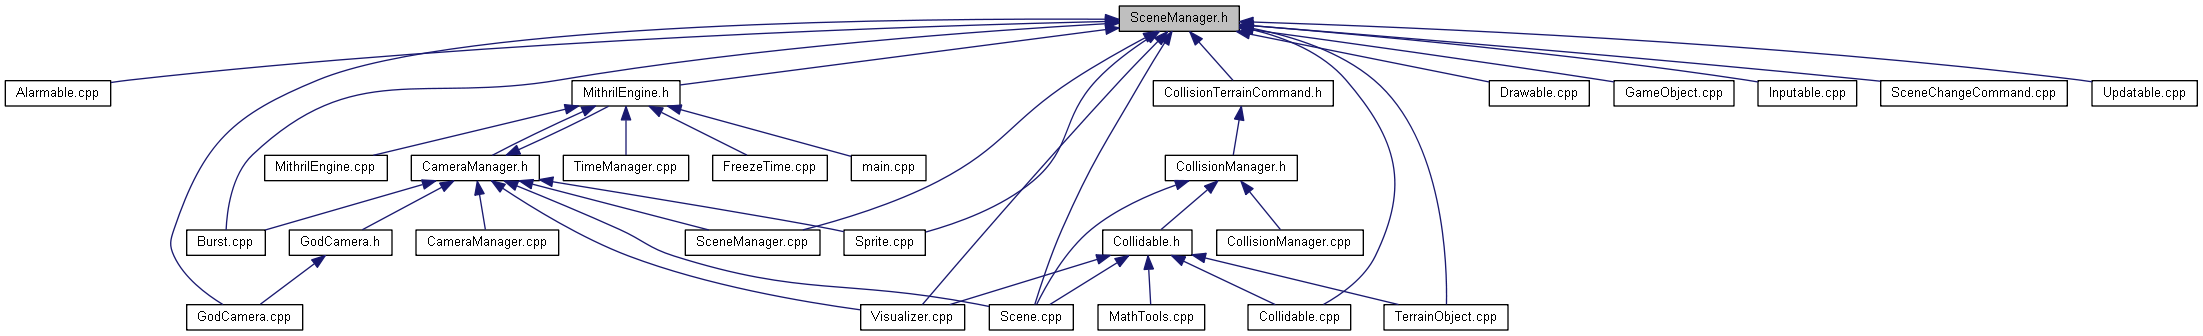 SceneManager.h
Alarmable.cpp
MithrilEngine.h
CollisionTerrainCommand.h
Drawable.cpp
GameObject.cpp
Inputable.cpp
SceneChangeCommand.cpp
Updatable.cpp
MithrilEngine.cpp
CameraManager.h
TimeManager.cpp
FreezeTime.cpp
main.cpp
CollisionManager.h
Burst.cpp
GodCamera.h
CameraManager.cpp
SceneManager.cpp
Sprite.cpp
Collidable.h
CollisionManager.cpp
GodCamera.cpp
Visualizer.cpp
Scene.cpp
MathTools.cpp
Collidable.cpp
TerrainObject.cpp